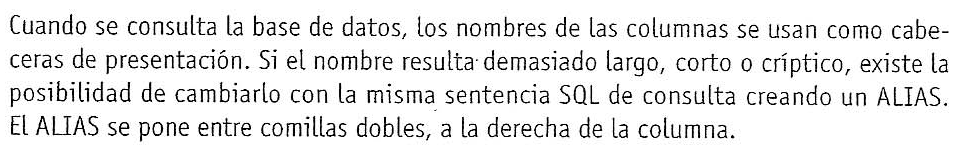 Cuando se consulta la base de datos, los nombres de las columnas se usan como cabe-
ceras de presentación. Si el nombre resulta demasiado largo, corto o críptico, existe la
posibilidad de cambiarlo con la misma sentencia SQL de consulta creando un ALIAS.
El ALIAS se pone entre comillas dobles, a la derecha de la columna.